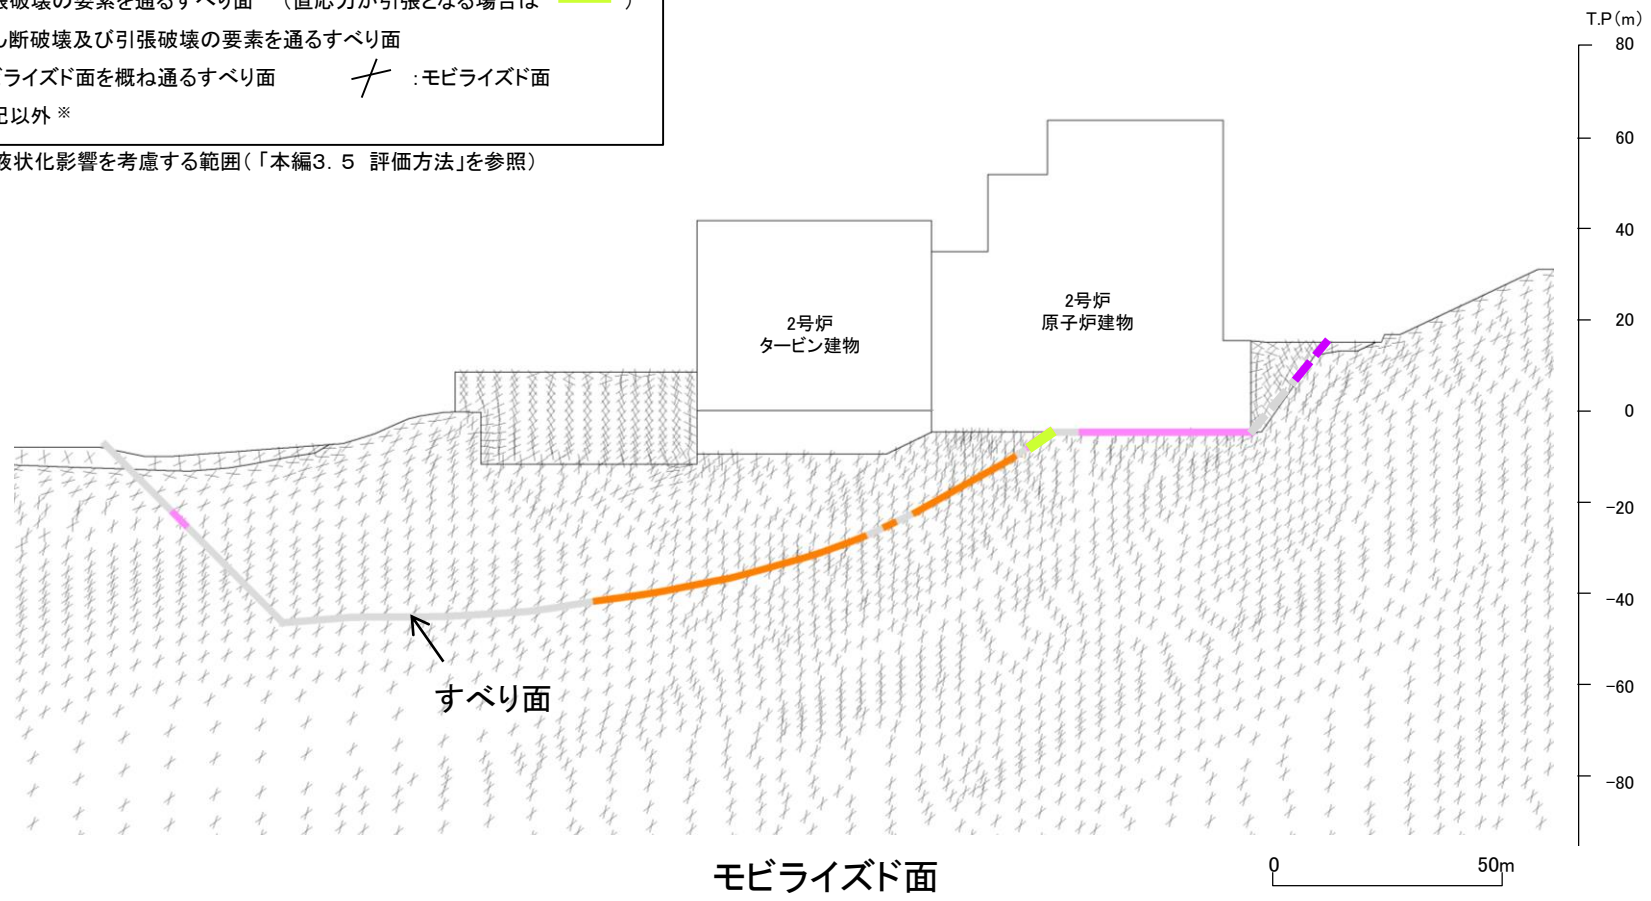 張破壊の要素を通るすべり面 （直応力が引張となる場合は ）
断破壊及び引張破壊の要素を通るすべり面
ライズド面を概ね通るすべり面 ：モビライズド面
以外 ※
液状化影響を考慮する範囲（「本編3．5 評価方法」を参照）
T.P（m）
80
60
40
20
0
−20
−40
−60
−80
2号炉
タービン建物
2号炉
原子炉建物
すべり面
モビライズド面
0 50m